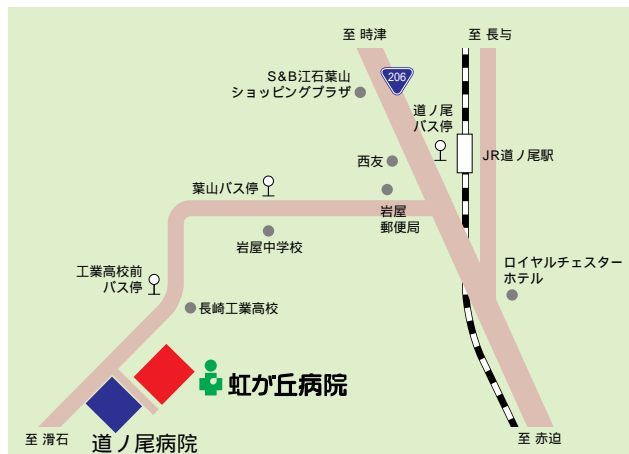 至 時津
至 長与
206
S&B江石葉山
ショッピングプラザ
道ノ尾
バス停
西友
JR道ノ尾駅
葉山バス停
岩屋
郵便局
岩屋中学校
工業高校前
バス停
ロイヤルチェスター
ホテル
長崎工業高校
虹が丘病院
至 滑石
道ノ尾病院
至 赤迫